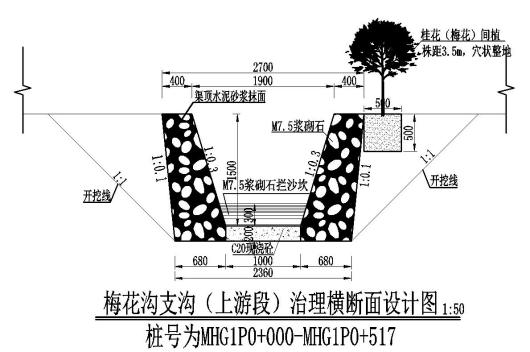 桂花（梅花）间植
株距3.5m，穴状整地
2700
400
1900
400
渠顶水泥砂浆抹面
500
M7.5浆砌石
500
1:1
1:0.1
1:0.3
1500
1:0.3
1:0.1
1:1
M7.5浆砌石拦沙坎
开挖线
开挖线
300
200
C20现浇砼
680
1000
680
2360
梅花沟支沟（上游段）治理横断面设计图 1:50
桩号为MHG1P0+000-MHG1P0+517